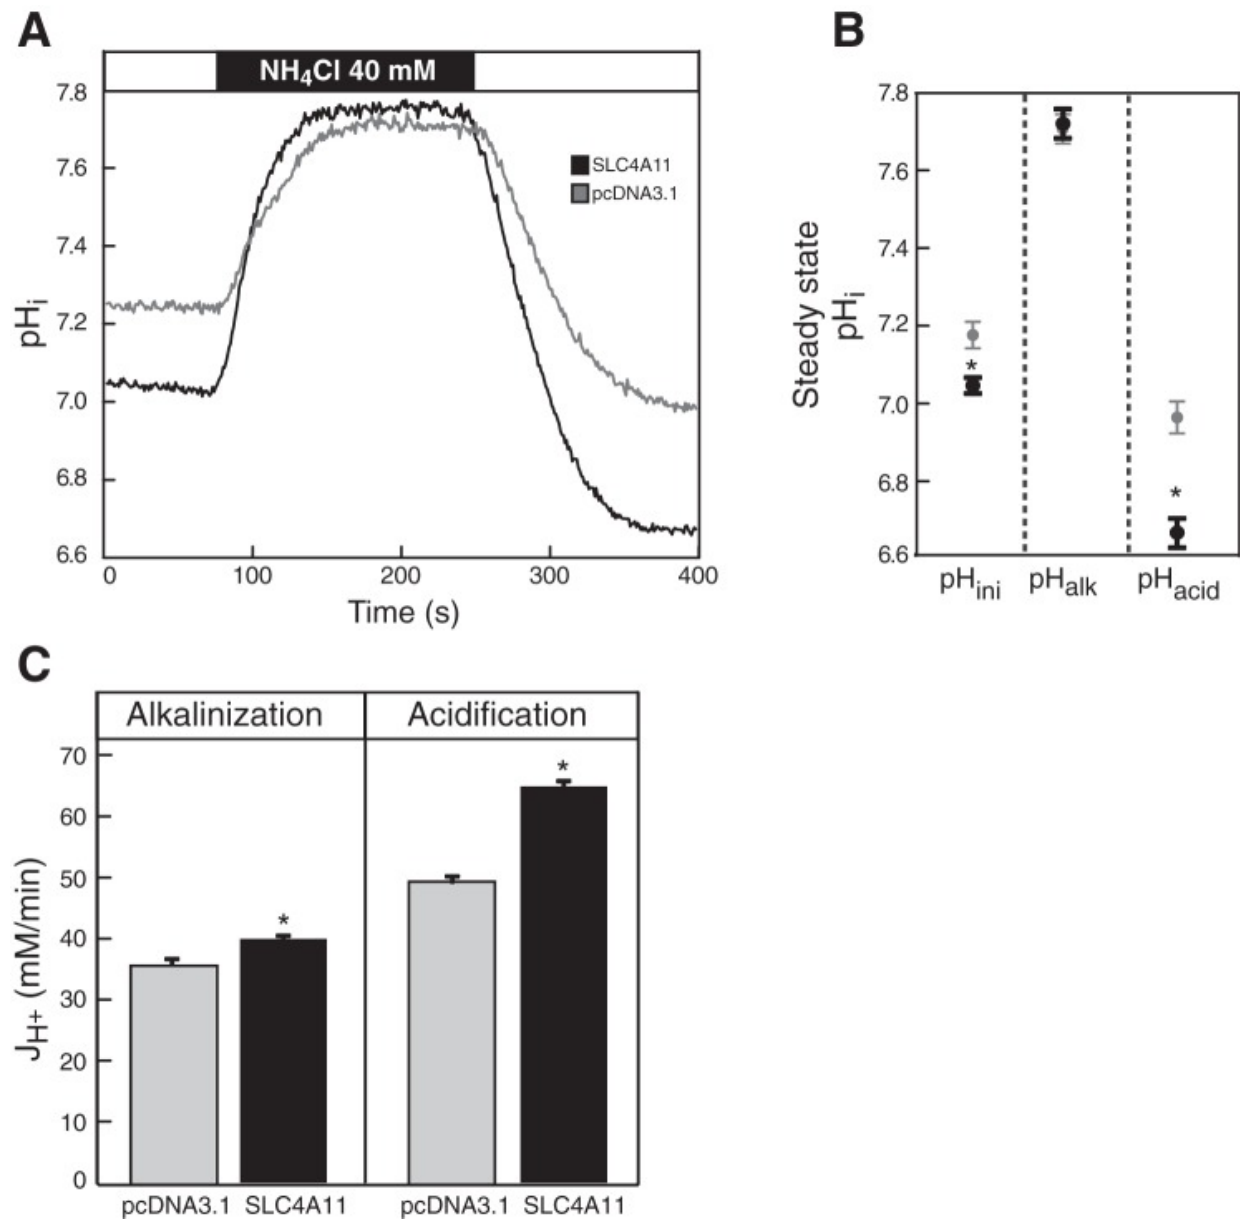 A
NH₄Cl 40 mM
7.8
7.6
7.4
7.2
7.0
6.8
6.6
pHᵢ
SLC4A11
pcDNA3.1
0 100 200 300 400
Time (s)
B
7.8
7.6
7.4
7.2
7.0
6.8
6.6
Steady state
pHᵢ
*
*
pHini pHalk pHacid
C
Alkalinization Acidification
70
60
50
40
30
20
10
0
JH+ (mM/min)
*
*
pcDNA3.1 SLC4A11 pcDNA3.1 SLC4A11